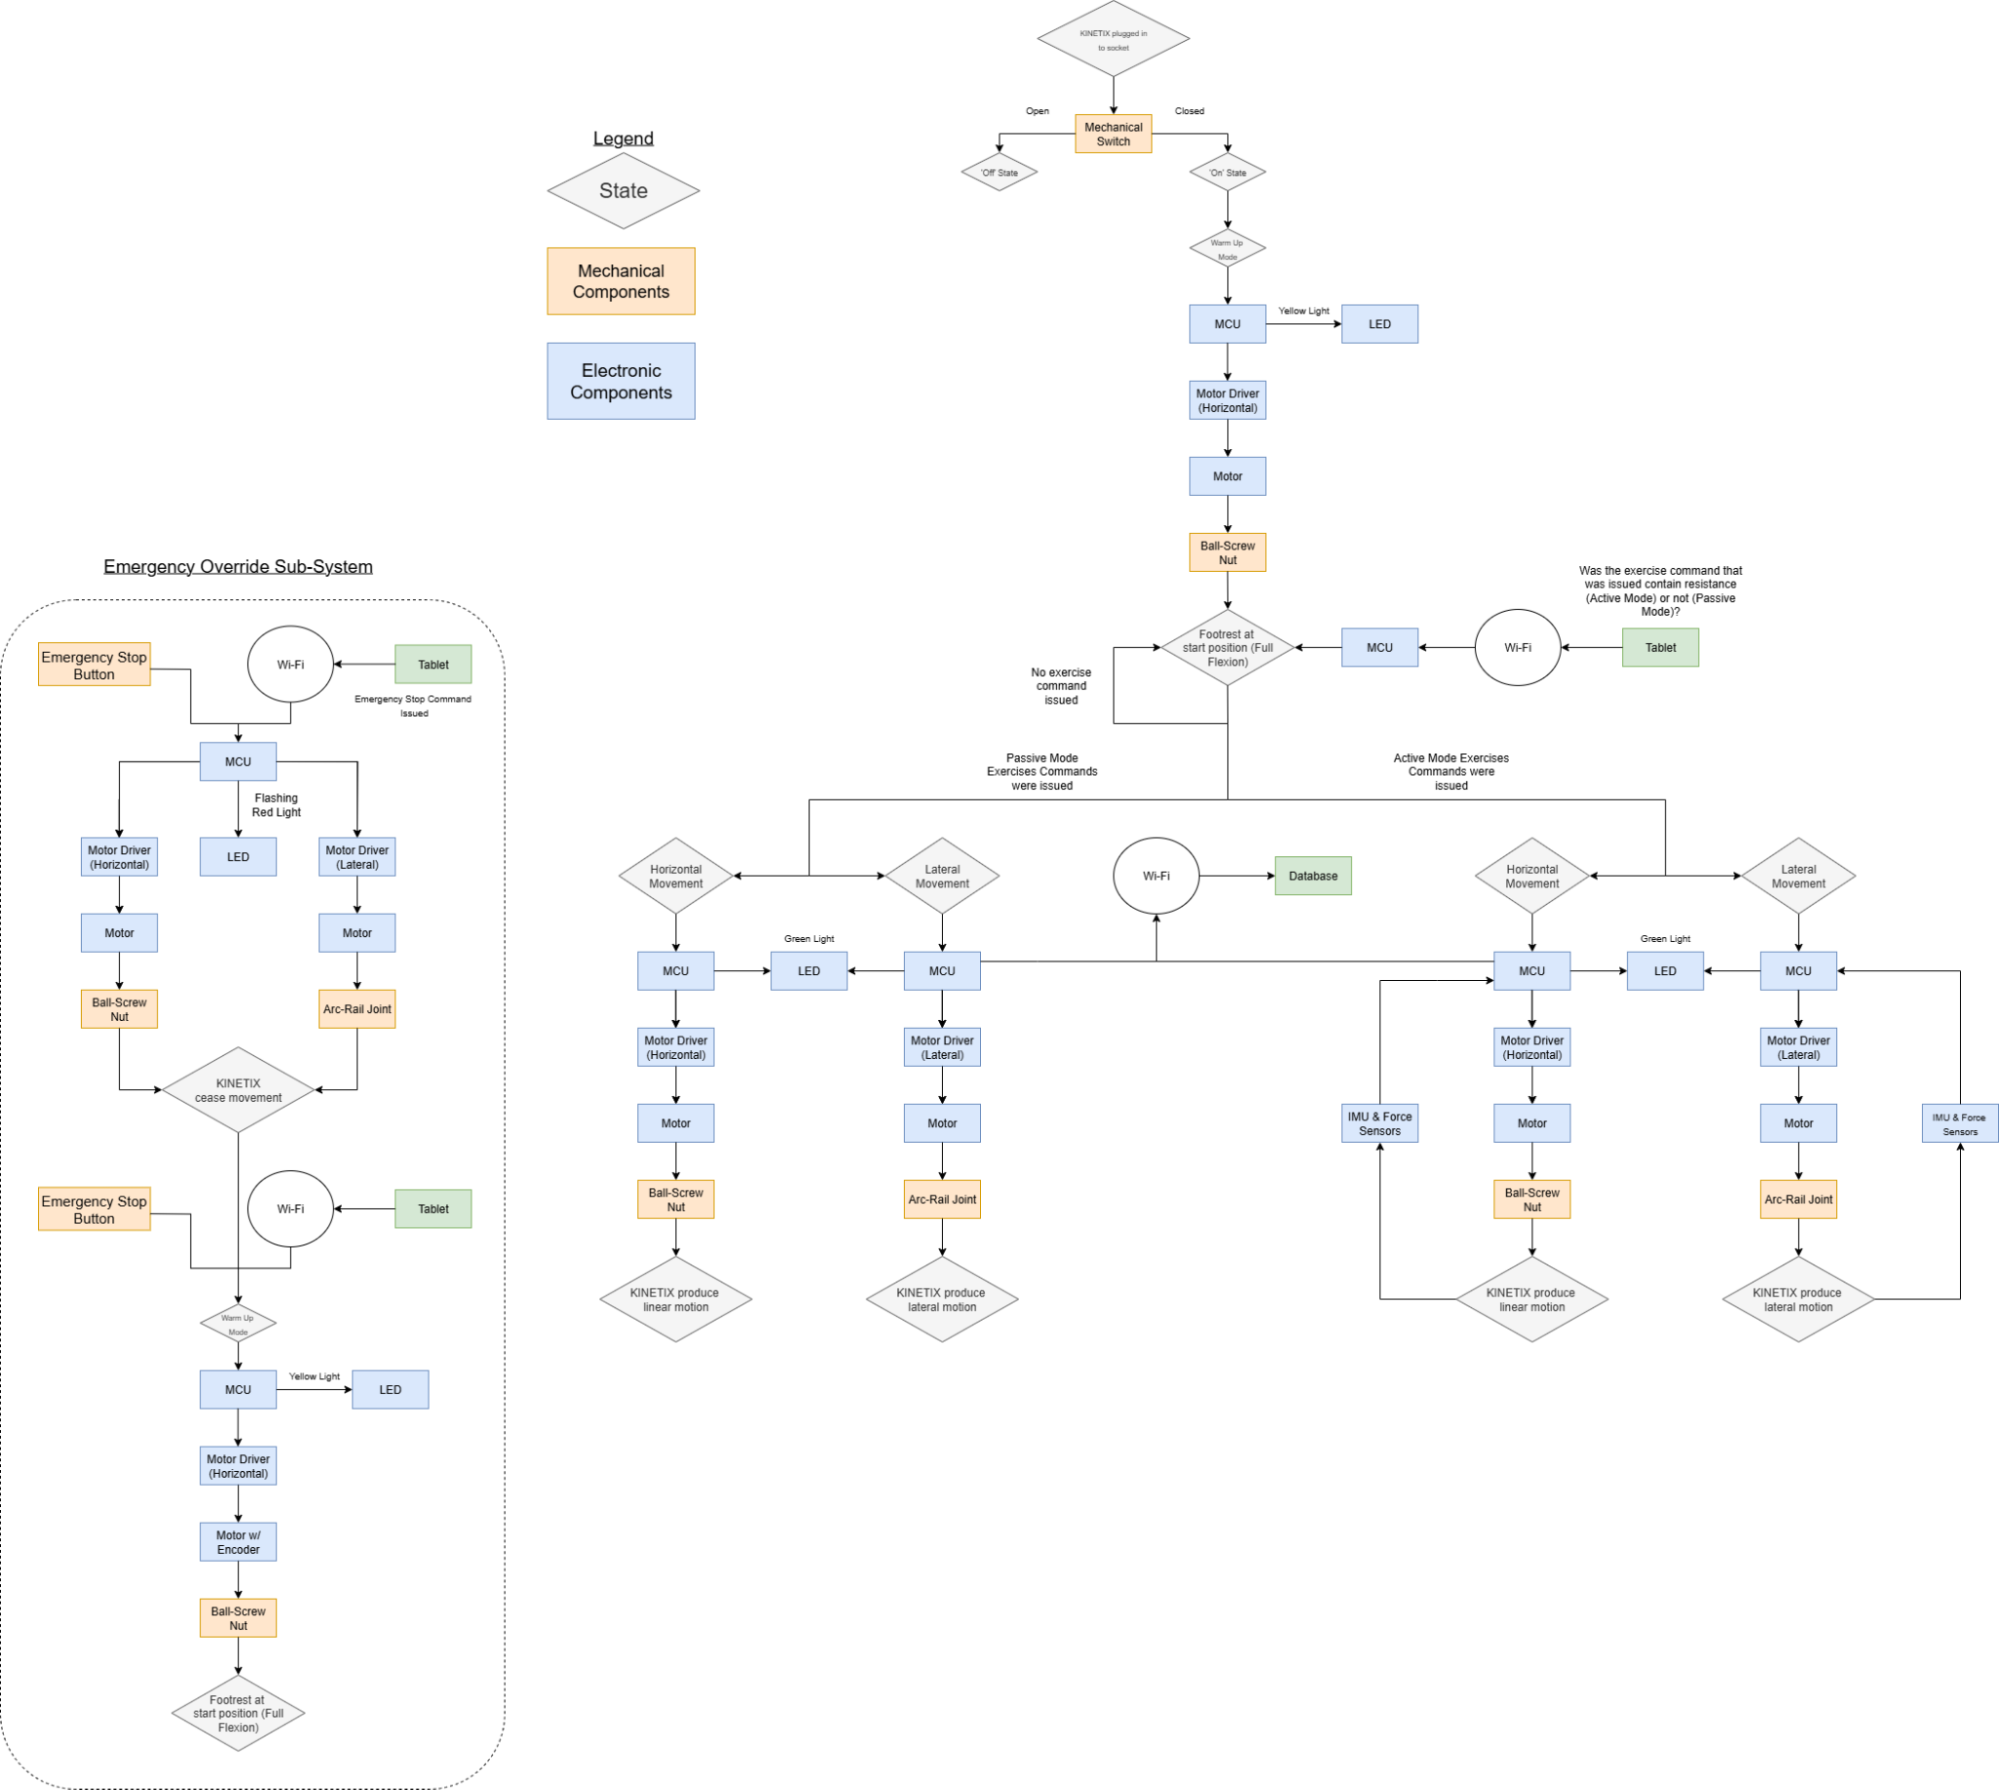 KINETIX plugged in
to socket
Open
Closed
Mechanical
Switch
'Off' State
'On' State
Warm Up
Mode
MCU
Yellow Light
LED
Motor Driver
(Horizontal)
Motor
Ball-Screw
Nut
Footrest at
start position (Full
Flexion)
No exercise
command
issued
MCU
Wi-Fi
Tablet
Was the exercise command that
was issued contain resistance
(Active Mode) or not (Passive
Mode)?
Legend
State
Mechanical
Components
Electronic
Components
Passive Mode
Exercises Commands
were issued
Active Mode Exercises
Commands were
issued
Horizontal
Movement
Lateral
Movement
Wi-Fi
Database
Horizontal
Movement
Lateral
Movement
MCU
Green Light
LED
MCU
MCU
Green Light
LED
MCU
Motor Driver
(Horizontal)
Motor Driver
(Lateral)
Motor Driver
(Horizontal)
Motor Driver
(Lateral)
Motor
Motor
IMU & Force
Sensors
Motor
Motor
IMU & Force
Sensors
Ball-Screw
Nut
Arc-Rail Joint
Ball-Screw
Nut
Arc-Rail Joint
KINETIX produce
linear motion
KINETIX produce
lateral motion
KINETIX produce
linear motion
KINETIX produce
lateral motion
Emergency Override Sub-System
Emergency Stop
Button
Wi-Fi
Tablet
Emergency Stop Command
Issued
MCU
Flashing
Red Light
Motor Driver
(Horizontal)
LED
Motor Driver
(Lateral)
Motor
Motor
Ball-Screw
Nut
Arc-Rail Joint
KINETIX
cease movement
Emergency Stop
Button
Wi-Fi
Tablet
Warm Up
Mode
MCU
Yellow Light
LED
Motor Driver
(Horizontal)
Motor w/
Encoder
Ball-Screw
Nut
Footrest at
start position (Full
Flexion)